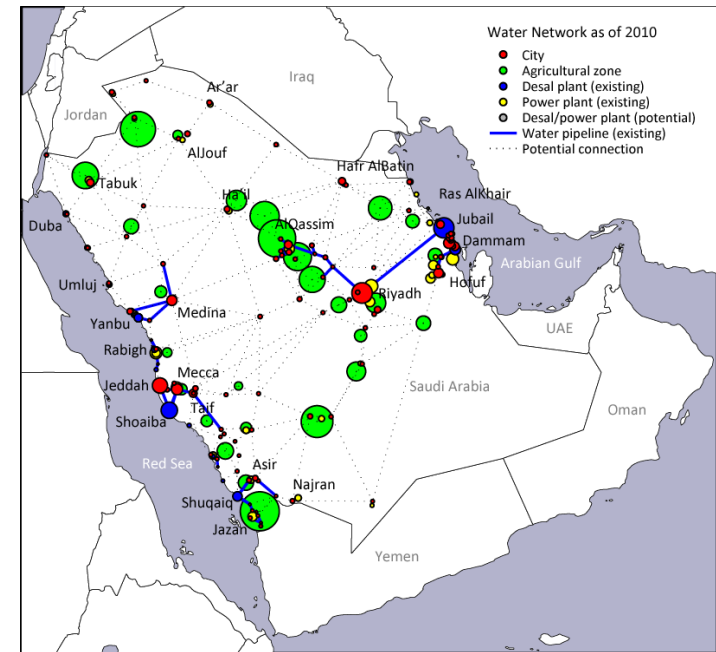 Water Network as of 2010
City
Agricultural zone
Desal plant (existing)
Power plant (existing)
Desal/power plant (potential)
Water pipeline (existing)
Potential connection
Iraq
Jordan
Ar'ar
AlJouf
Hafr AlBatin
Tabuk
Ha'il
Ras AlKhair
Duba
AlQassim
Jubail
Dammam
Arabian Gulf
Umluj
Riyadh
Hofuf
Medina
Yanbu
UAE
Rabigh
Mecca
Jeddah
Saudi Arabia
Taif
Oman
Shoaiba
Red Sea
Asir
Najran
Shuqaiq
Jazan
Yemen